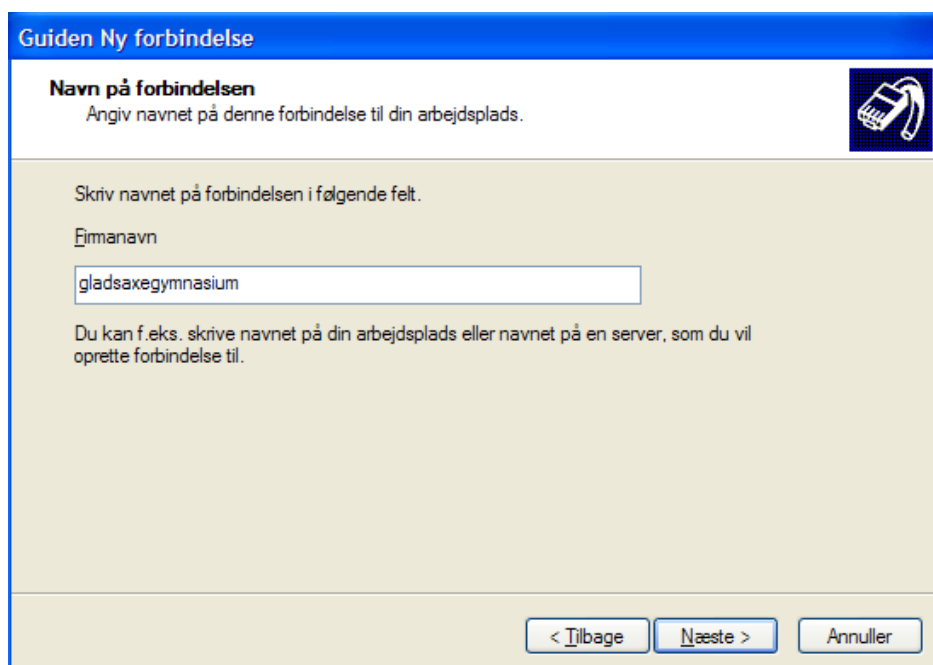 Guiden Ny forbindelse
Navn på forbindelsen
Angiv navnet på denne forbindelse til din arbejdsplads.
Skriv navnet på forbindelsen i følgende felt.
Firmanavn
gladsaxegymnasium
Du kan f.eks. skrive navnet på din arbejdsplads eller navnet på en server, som du vil
oprette forbindelse til.
< Tilbage Næste > Annuller